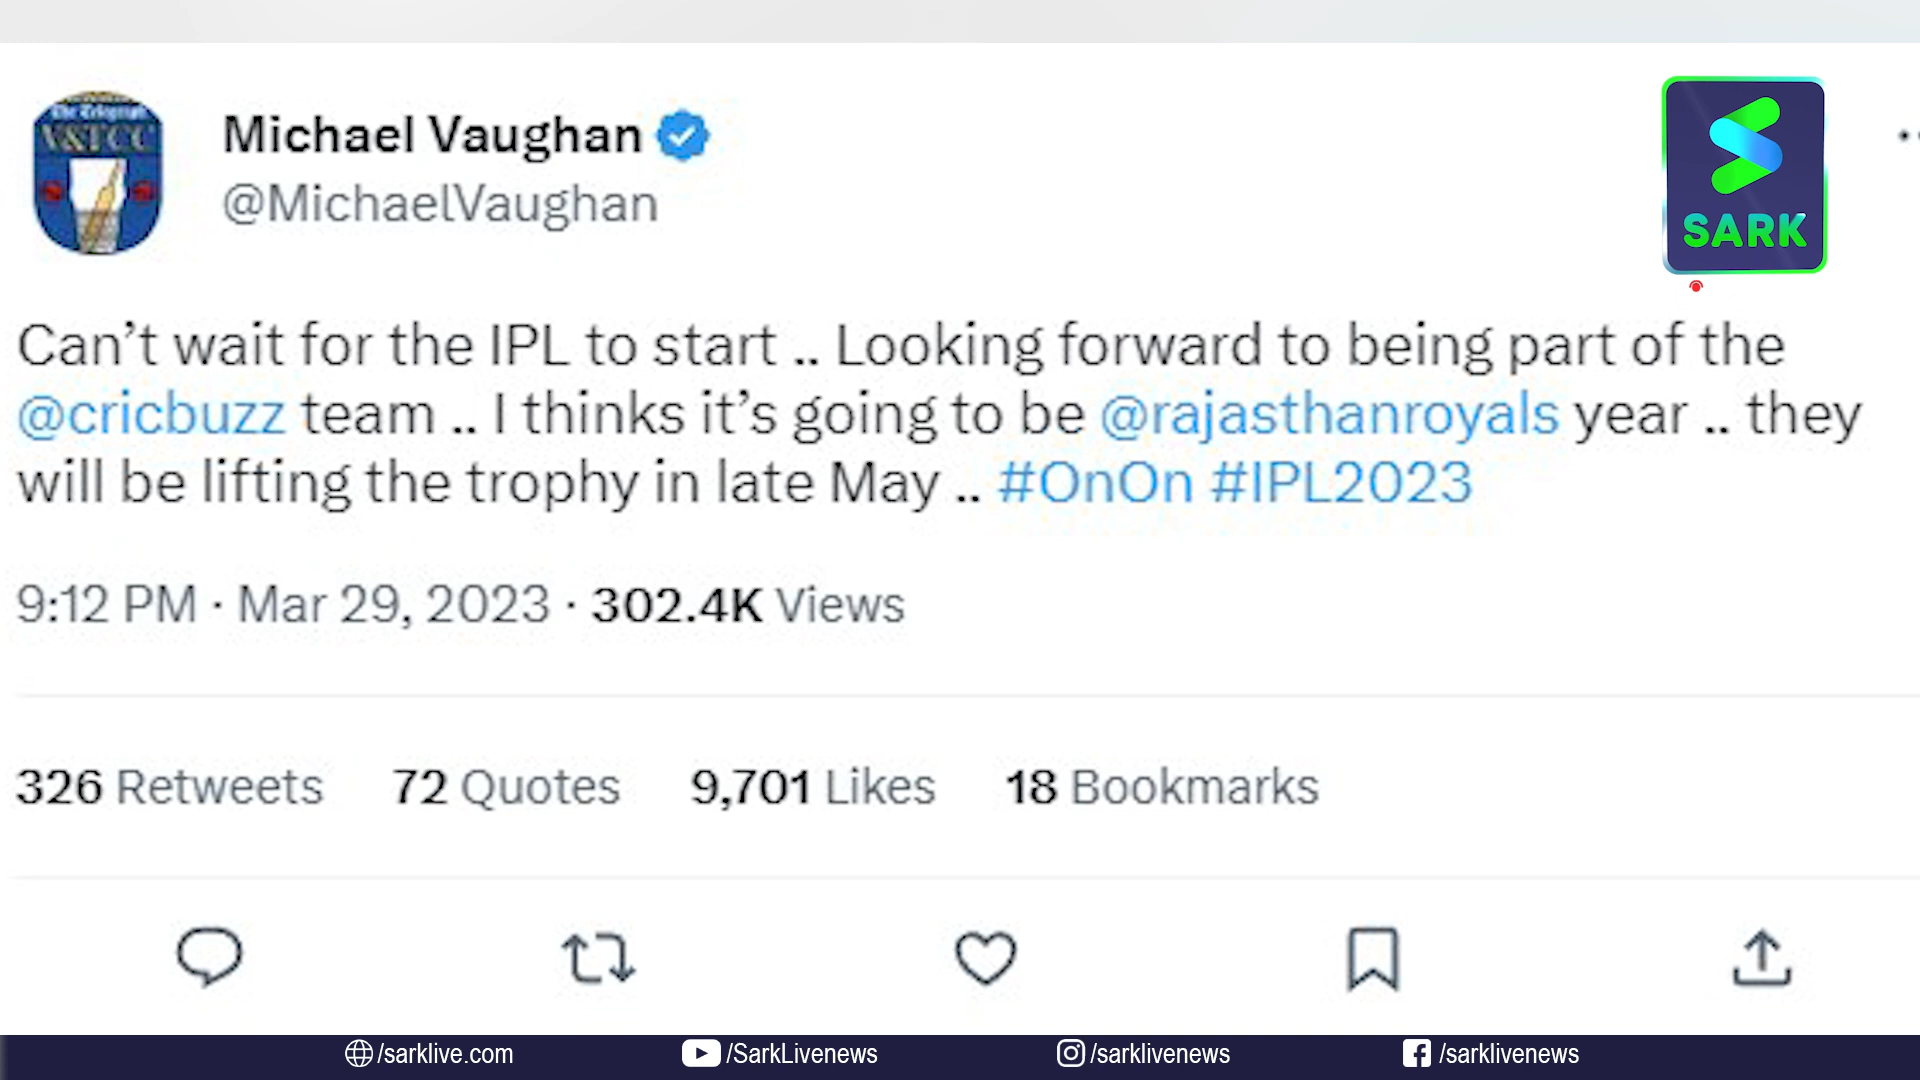 The Telegraph
V&TCC
Michael Vaughan
@MichaelVaughan
SARK
Can’t wait for the IPL to start .. Looking forward to being part of the
@cricbuzz team .. I thinks it’s going to be @rajasthanroyals year .. they
will be lifting the trophy in late May .. #OnOn #IPL2023
9:12 PM · Mar 29, 2023 · 302.4K Views
326 Retweets 72 Quotes 9,701 Likes 18 Bookmarks
/sarklive.com /SarkLivenews /sarklivenews /sarklivenews